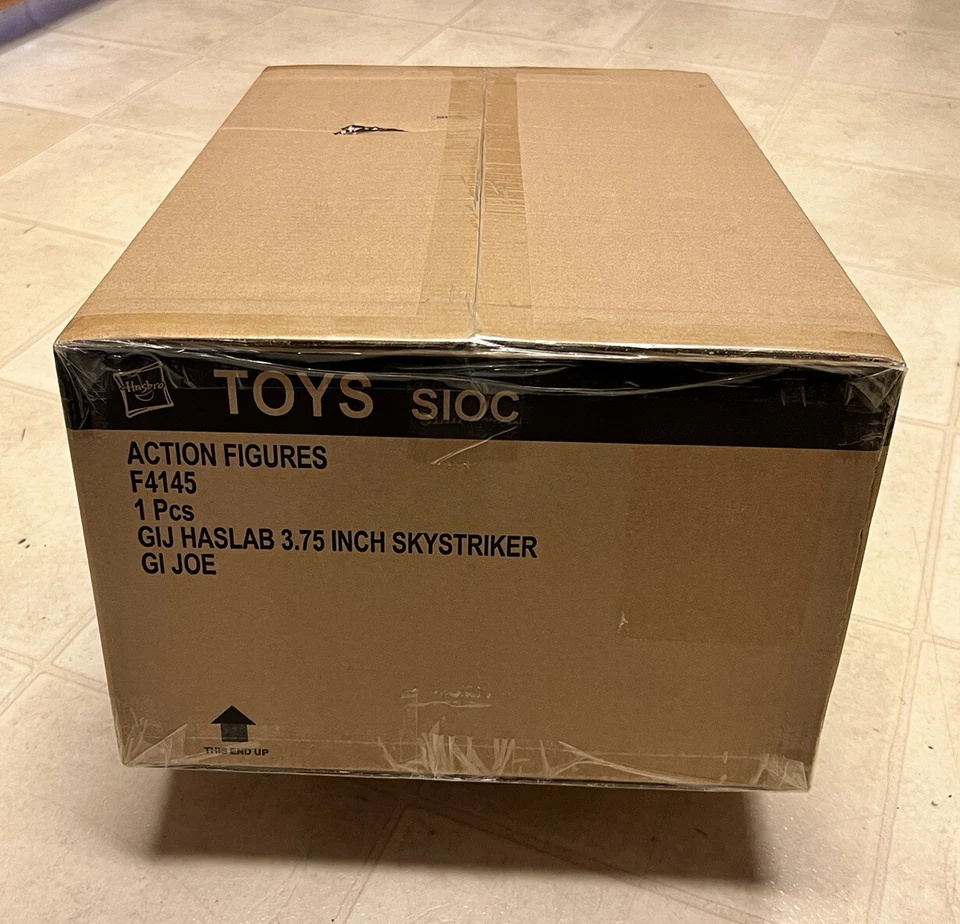 Hasbro
TOYS SIOC
ACTION FIGURES
F4145
1 Pcs
GIJ HASLAB 3.75 INCH SKYSTRIKER
GI JOE
THIS END UP